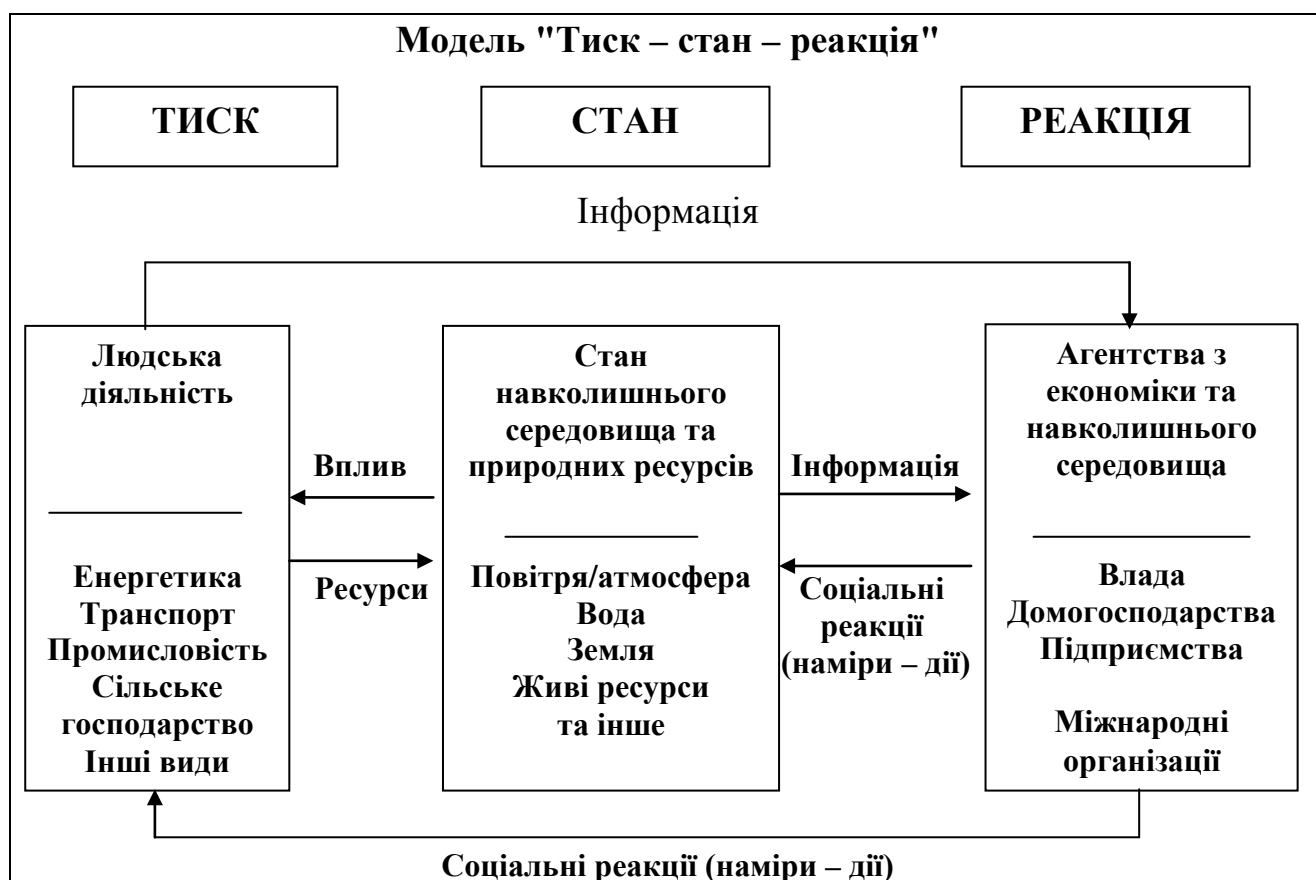 Модель "Тиск – стан – реакція"
ТИСК
СТАН
РЕАКЦІЯ
Інформація
Людська
діяльність
Енергетика
Транспорт
Промисловість
Сільське
господарство
Інші види
Вплив
Ресурси
Стан
навколишнього
середовища та
природних ресурсів
Повітря/атмосфера
Вода
Земля
Живі ресурси
та інше
Інформація
Соціальні
реакції
(наміри – дії)
Агентства з
економіки та
навколишнього
середовища
Влада
Домогосподарства
Підприємства
Міжнародні
організації
Соціальні реакції (наміри – дії)